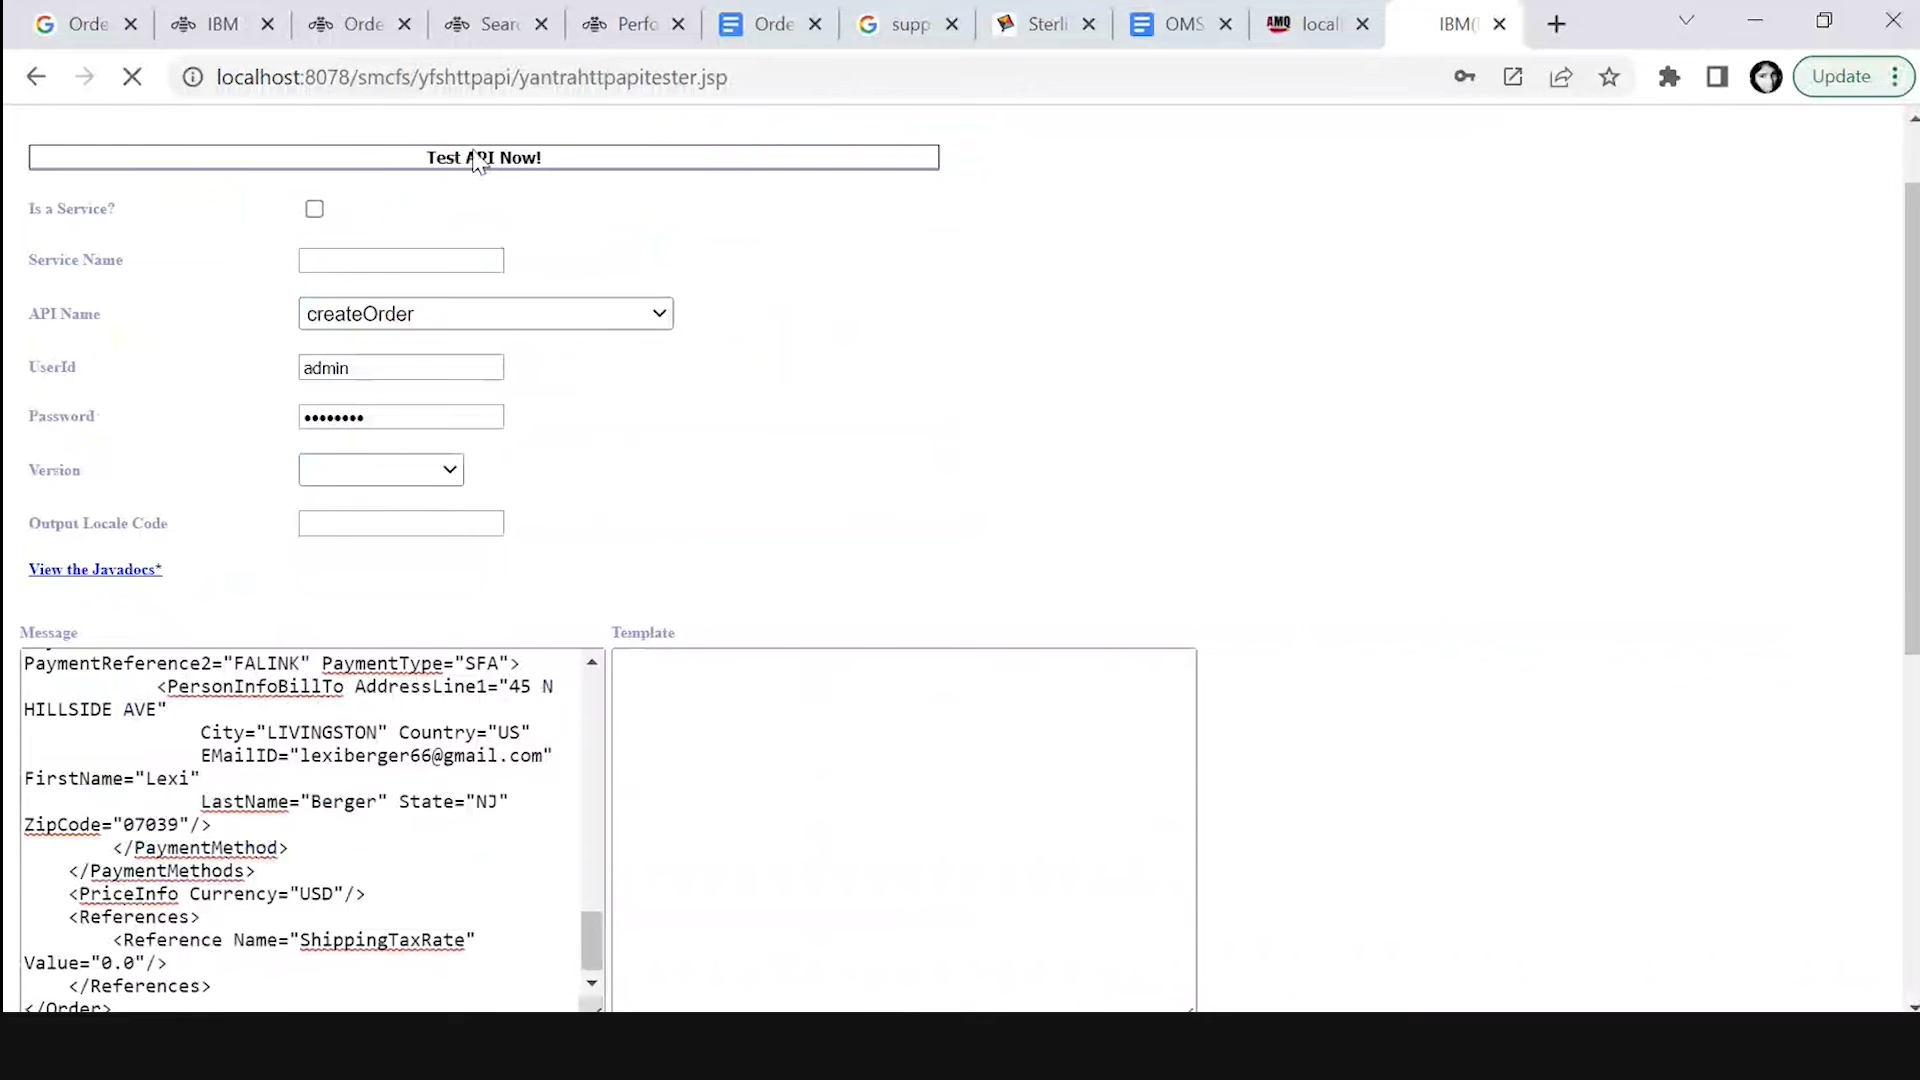 Orde
IBM
Orde
Searc
Perfo
Orde
supp
Sterli
OMS
AMQ
local
IBM(
localhost:8078/smcfs/yfshttpapi/yantrahttpapitester.jsp
Update
Test API Now!
Is a Service?
Service Name
API Name
createOrder
UserId
admin
Password
••••••••
Version
Output Locale Code
View the Javadocs*
Message
Template
PaymentReference2="FALINK" PaymentType="SFA">
<PersonInfoBillTo AddressLine1="45 N
HILLSIDE AVE"
City="LIVINGSTON" Country="US"
EMailID="lexiberger66@gmail.com"
FirstName="Lexi"
LastName="Berger" State="NJ"
ZipCode="07039"/>
</PaymentMethod>
</PaymentMethods>
<PriceInfo Currency="USD"/>
<References>
<Reference Name="ShippingTaxRate"
Value="0.0"/>
</References>
</Order>